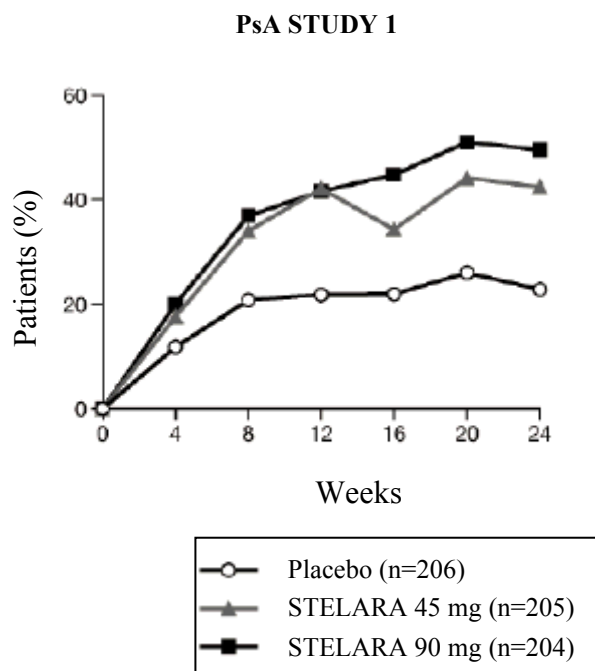 PsA STUDY 1
60
40
20
0
Patients (%)
0 4 8 12 16 20 24
Weeks
Placebo (n=206)
STELARA 45 mg (n=205)
STELARA 90 mg (n=204)